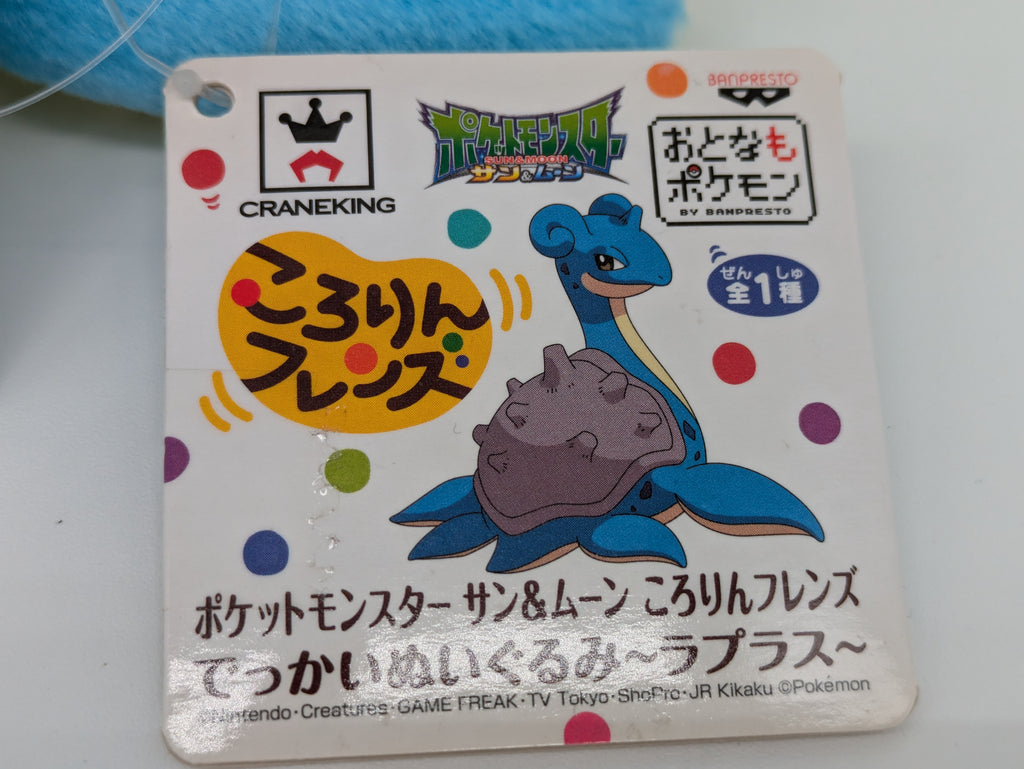 CRANEKING
ポケットモンスター
SUN&MOON
サン&ムーン
BANPRESTO
おとなも
ポケモン
BY BANPRESTO
ころりん
フレンズ
ぜん しゅ
全1種
ポケットモンスター サン&ムーン ころりんフレンズ
でっかいぬいぐるみ～ラプラス～
©Nintendo・Creatures・GAME FREAK・TV Tokyo・ShoPro・JR Kikaku ©Pokémon